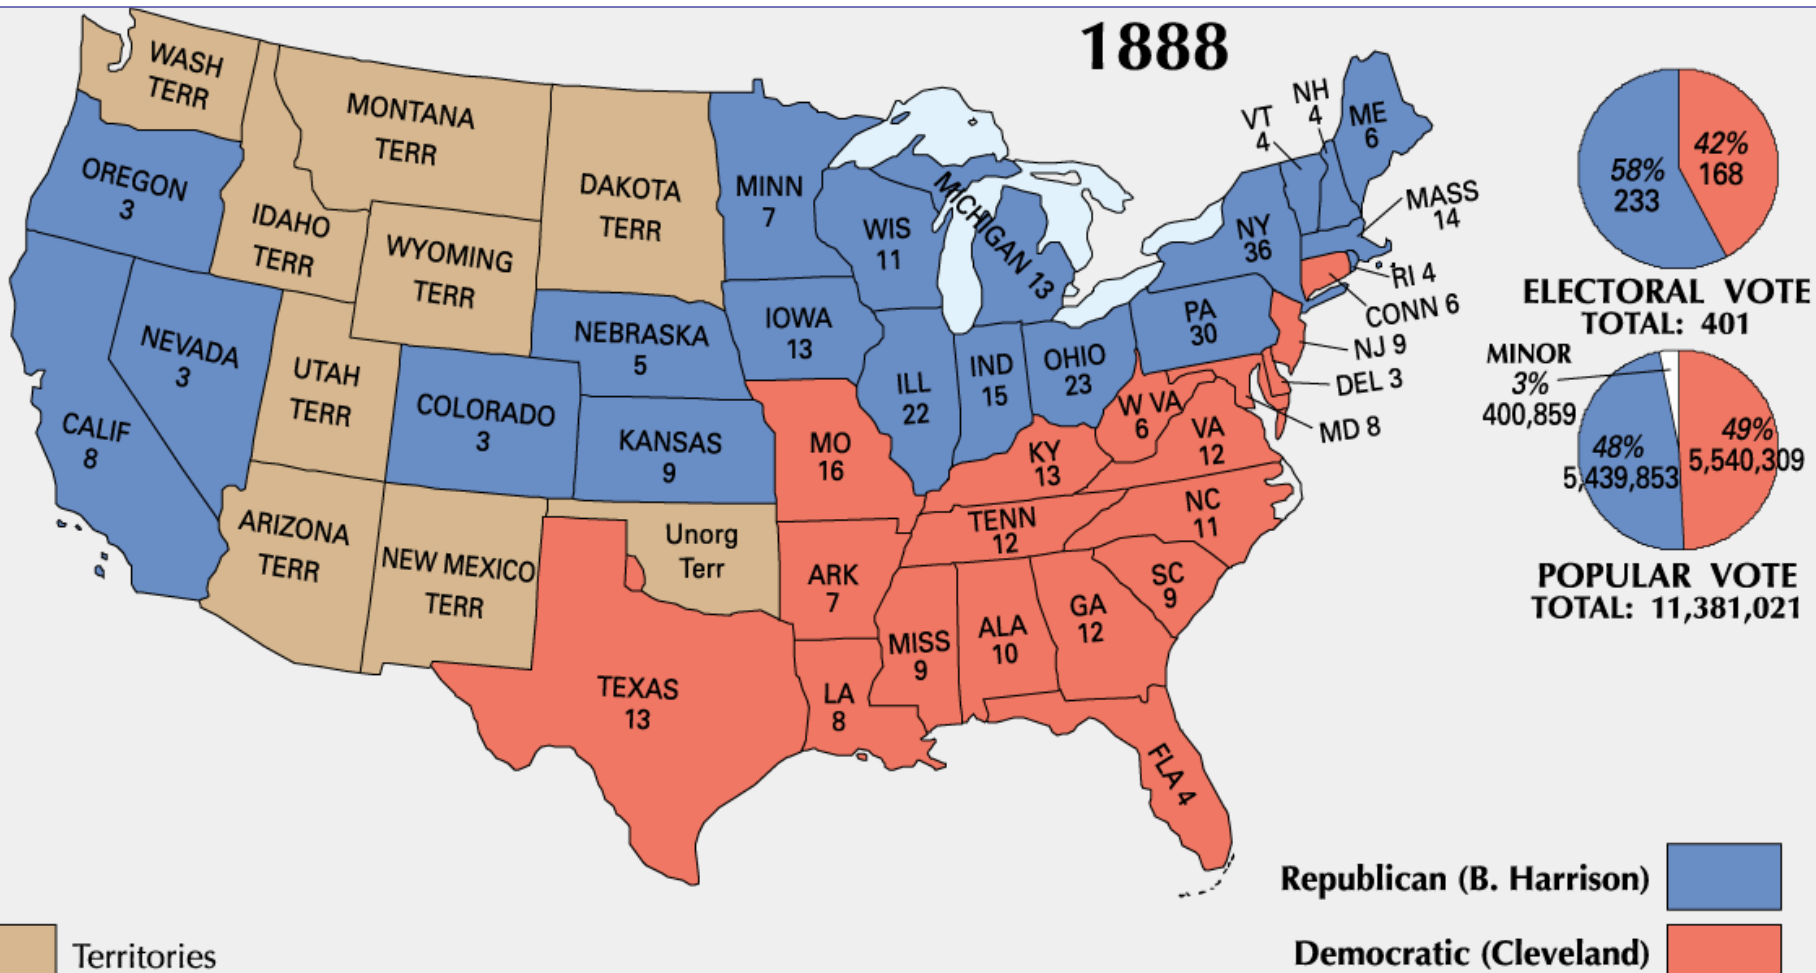 1888
WASH
TERR
MONTANA
TERR
DAKOTA
TERR
MINN
7
OREGON
3
IDAHO
TERR
WYOMING
TERR
WIS
11
MICHIGAN 13
VT
4
NH
4
ME
6
MASS
14
NY
36
RI 4
CONN 6
NJ 9
DEL 3
MD 8
PA
30
NEVADA
3
UTAH
TERR
COLORADO
3
NEBRASKA
5
IOWA
13
ILL
22
IND
15
OHIO
23
W VA
6
VA
12
CALIF
8
KANSAS
9
MO
16
KY
13
ARIZONA
TERR
NEW MEXICO
TERR
Unorg
Terr
ARK
7
TENN
12
NC
11
SC
9
TEXAS
13
LA
8
MISS
9
ALA
10
GA
12
FLA 4
58%
233
42%
168
ELECTORAL VOTE
TOTAL: 401
MINOR
3%
400,859
48%
5,439,853
49%
5,540,309
POPULAR VOTE
TOTAL: 11,381,021
Republican (B. Harrison)
Democratic (Cleveland)
Territories